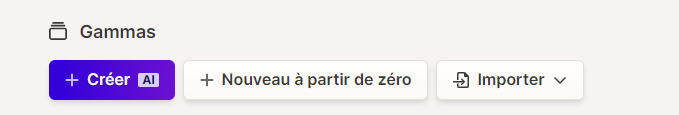 Gammas
+ Créer AI + Nouveau à partir de zéro Importer